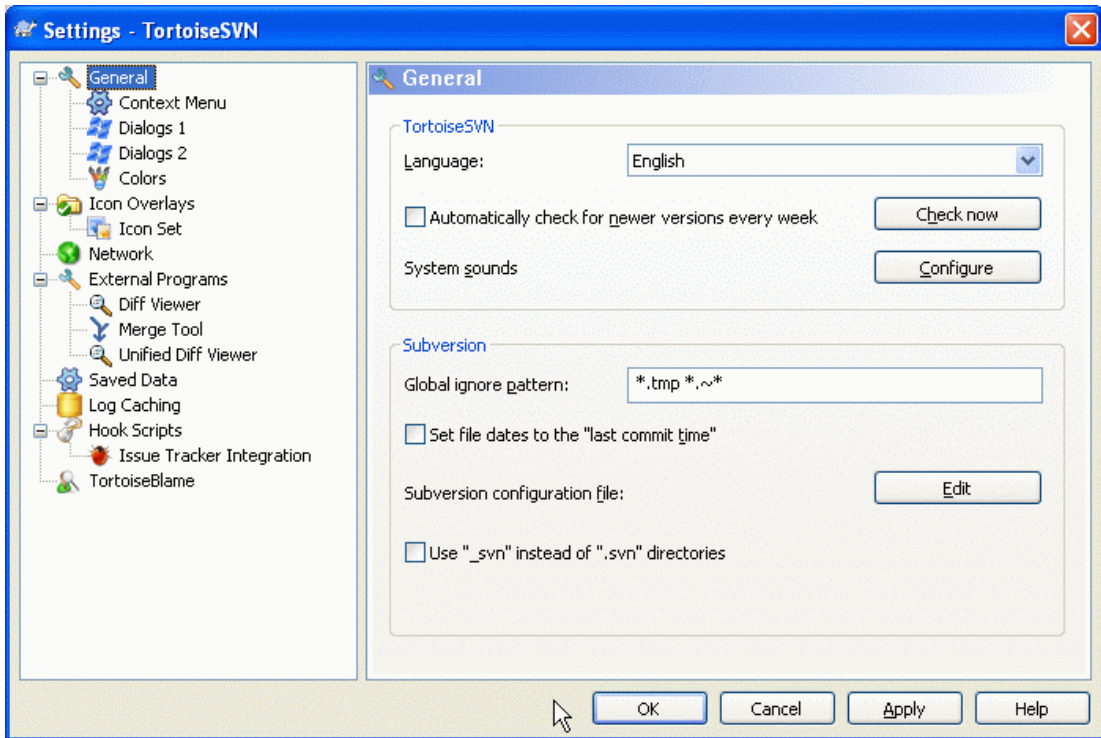 Settings - TortoiseSVN
General
Context Menu
Dialogs 1
Dialogs 2
Colors
Icon Overlays
Icon Set
Network
External Programs
Diff Viewer
Merge Tool
Unified Diff Viewer
Saved Data
Log Caching
Hook Scripts
Issue Tracker Integration
TortoiseBlame
General
TortoiseSVN
Language: English
Automatically check for newer versions every week Check now
System sounds Configure
Subversion
Global ignore pattern: *.tmp *.~*
Set file dates to the "last commit time"
Subversion configuration file: Edit
Use "_svn" instead of ".svn" directories
OK Cancel Apply Help